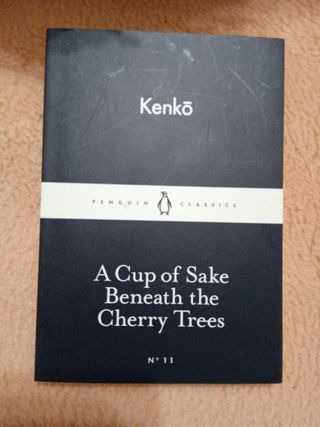 Kenkō
PENGUIN CLASSICS
A Cup of Sake
Beneath the
Cherry Trees
Nº 11